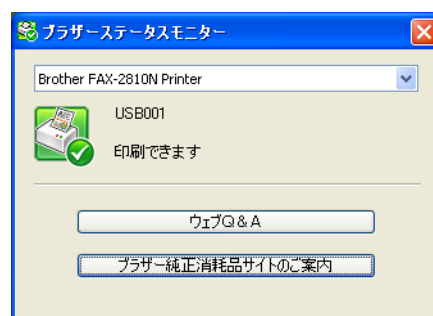 ブラザーステータスモニター
Brother FAX-2810N Printer
USB001
印刷できます
ウェブQ&A
ブラザー純正消耗品サイトのご案内